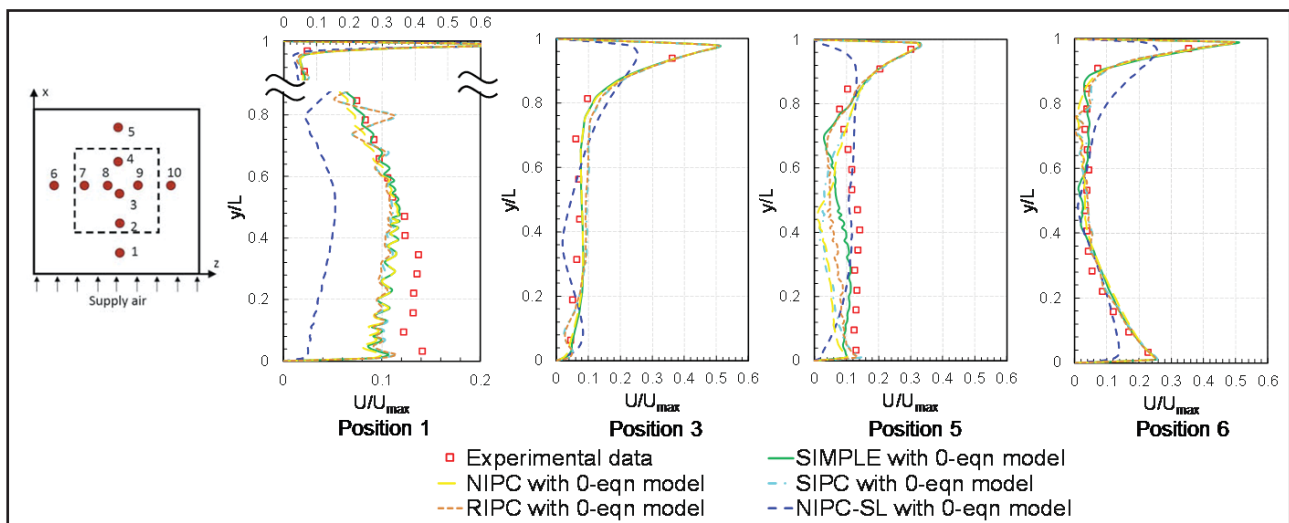 0 0.1 0.2 0.3 0.4 0.5 0.6
x
5
4
6 7 8 9 10
3
2
1
z
Supply air
y/L
1
0.8
0.6
0.4
0.2
0
0 0.1 0.2
U/Umax
Position 1
y/L
1
0.8
0.6
0.4
0.2
0
0 0.1 0.2 0.3 0.4 0.5 0.6
U/Umax
Position 3
y/L
1
0.8
0.6
0.4
0.2
0
0 0.1 0.2 0.3 0.4 0.5 0.6
U/Umax
Position 5
y/L
1
0.8
0.6
0.4
0.2
0
0 0.1 0.2 0.3 0.4 0.5 0.6
U/Umax
Position 6
Experimental data
SIMPLE with 0-eqn model
NIPC with 0-eqn model
SIPC with 0-eqn model
RIPC with 0-eqn model
NIPC-SL with 0-eqn model